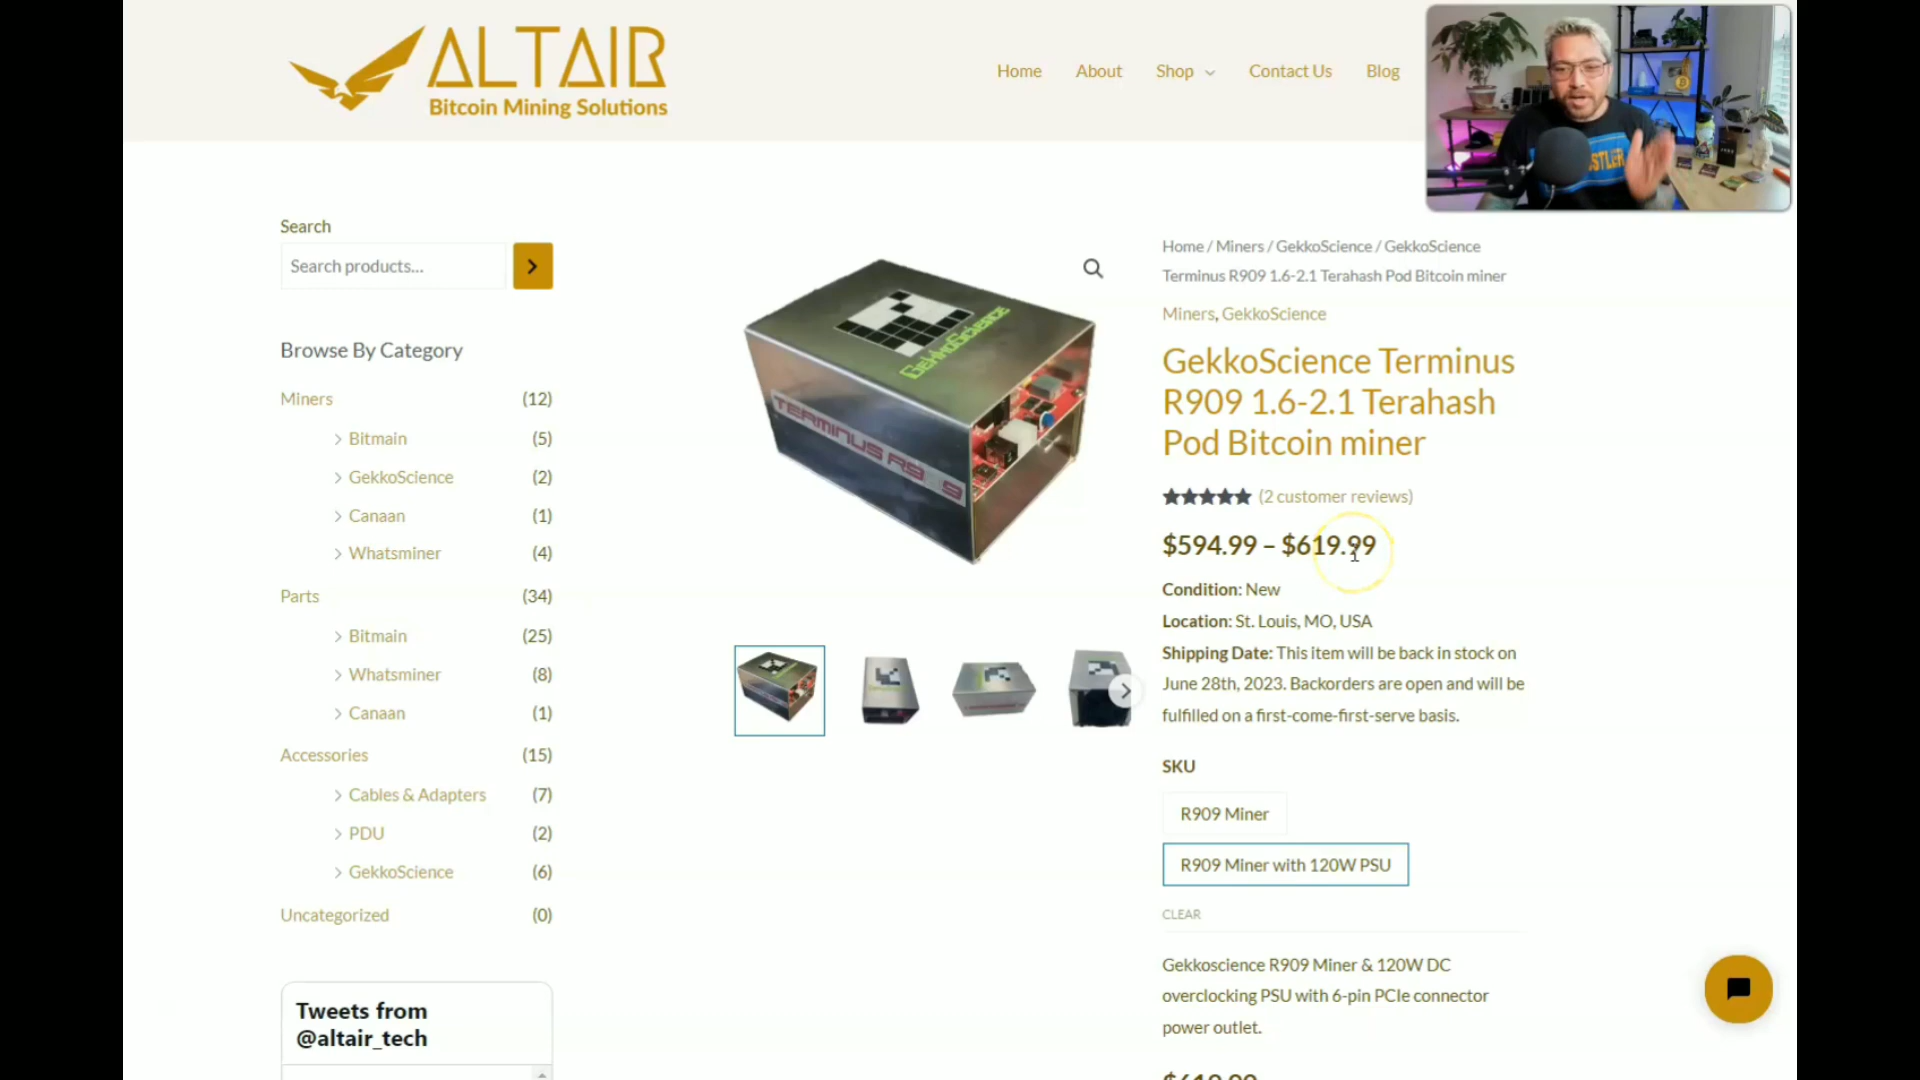 ALTAIR
Bitcoin Mining Solutions
Home
About
Shop
Contact Us
Blog
Search
Search products...
Browse By Category
Miners (12)
Bitmain (5)
GekkoScience (2)
Canaan (1)
Whatsminer (4)
Parts (34)
Bitmain (25)
Whatsminer (8)
Canaan (1)
Accessories (15)
Cables & Adapters (7)
PDU (2)
GekkoScience (6)
Uncategorized (0)
Tweets from
@altair_tech
GekkoScience
TERMINUS R9 9
Home / Miners / GekkoScience / GekkoScience
Terminus R909 1.6-2.1 Terahash Pod Bitcoin miner
Miners, GekkoScience
GekkoScience Terminus
R909 1.6-2.1 Terahash
Pod Bitcoin miner
(2 customer reviews)
$594.99 – $619.99
Condition: New
Location: St. Louis, MO, USA
Shipping Date: This item will be back in stock on
June 28th, 2023. Backorders are open and will be
fulfilled on a first-come-first-serve basis.
SKU
R909 Miner
R909 Miner with 120W PSU
CLEAR
Gekkoscience R909 Miner & 120W DC
overclocking PSU with 6-pin PCIe connector
power outlet.
$619.99